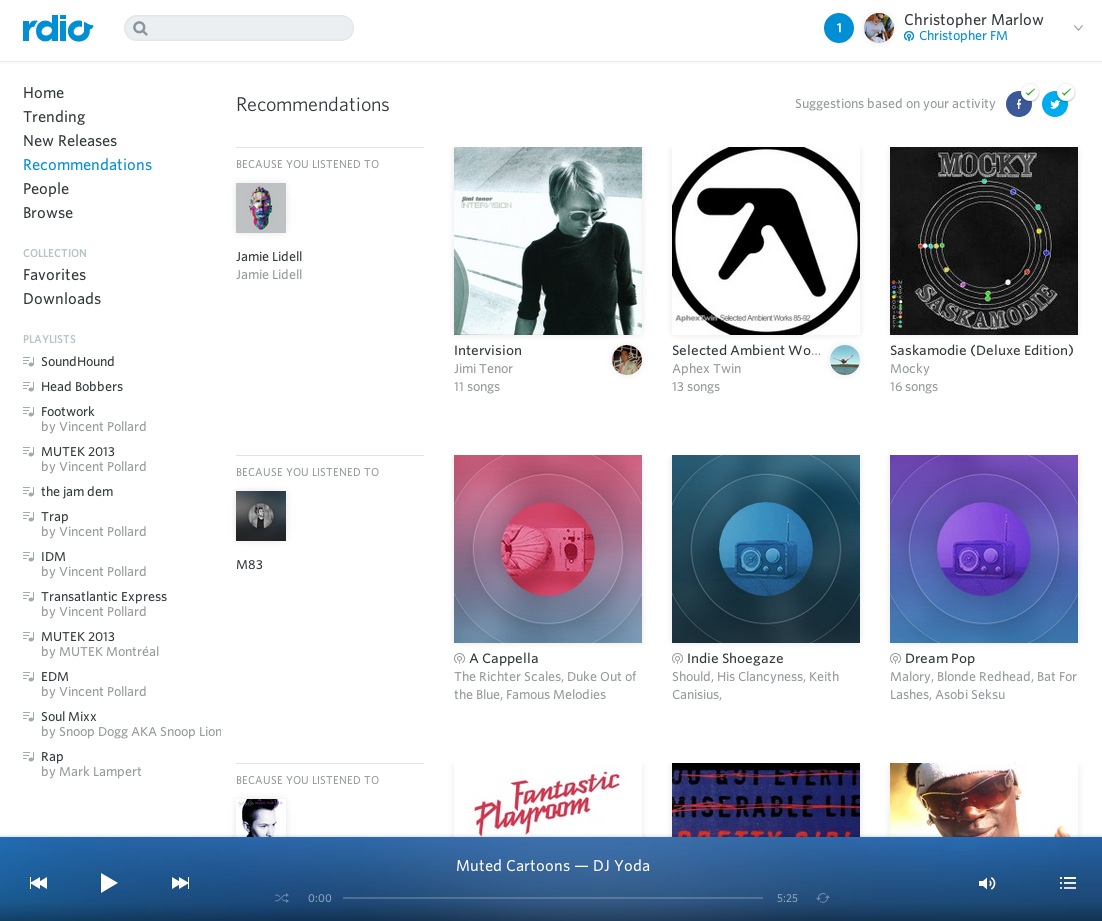 rdio
1
Christopher Marlow
Christopher FM
Home
Trending
New Releases
Recommendations
People
Browse
COLLECTION
Favorites
Downloads
PLAYLISTS
SoundHound
Head Bobbers
Footwork
by Vincent Pollard
MUTEK 2013
by Vincent Pollard
the jam dem
Trap
by Vincent Pollard
IDM
by Vincent Pollard
Transatlantic Express
by Vincent Pollard
MUTEK 2013
by MUTEK Montréal
EDM
by Vincent Pollard
Soul Mixx
by Snoop Dogg AKA Snoop Lion
Rap
by Mark Lampert
Recommendations
Suggestions based on your activity
BECAUSE YOU LISTENED TO
Jamie Lidell
Jamie Lidell
jimi tenor
INTERVISION
Intervision
Jimi Tenor
11 songs
Aphex Twin Selected Ambient Works 85-92
Selected Ambient Wo...
Aphex Twin
13 songs
MOCKY
SASKAMODIE
Saskamodie (Deluxe Edition)
Mocky
16 songs
BECAUSE YOU LISTENED TO
M83
A Cappella
The Richter Scales, Duke Out of
the Blue, Famous Melodies
Indie Shoegaze
Should, His Clancyness, Keith
Canisius,
Dream Pop
Malory, Blonde Redhead, Bat For
Lashes, Asobi Seksu
BECAUSE YOU LISTENED TO
Fantastic
Playroom
MISERABLE LIE
PRETTY GIRL
Muted Cartoons — DJ Yoda
0:00
5:25